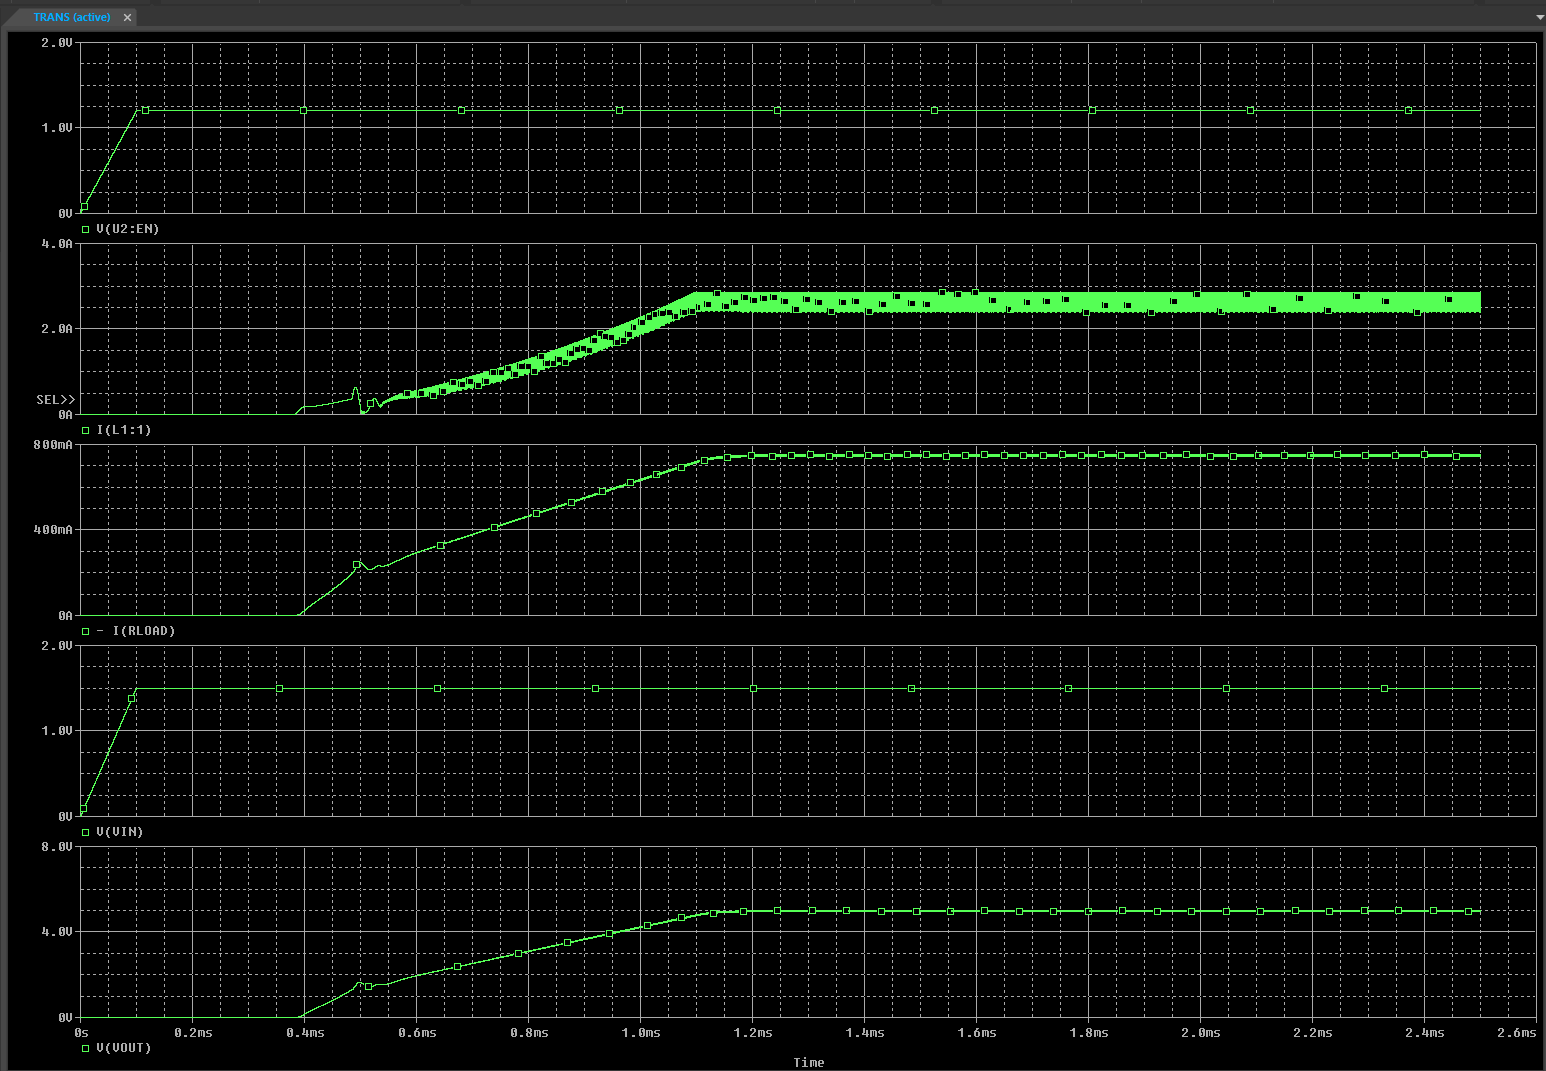 TRANS (active)
2.0V
1.0V
0V
V(U2:EN)
4.0A
2.0A
SEL>>
0A
I(L1:1)
800mA
400mA
0A
- I(RLOAD)
2.0V
1.0V
0V
V(VIN)
8.0V
4.0V
0V
0s 0.2ms 0.4ms 0.6ms 0.8ms 1.0ms 1.2ms 1.4ms 1.6ms 1.8ms 2.0ms 2.2ms 2.4ms 2.6ms
V(VOUT)
Time